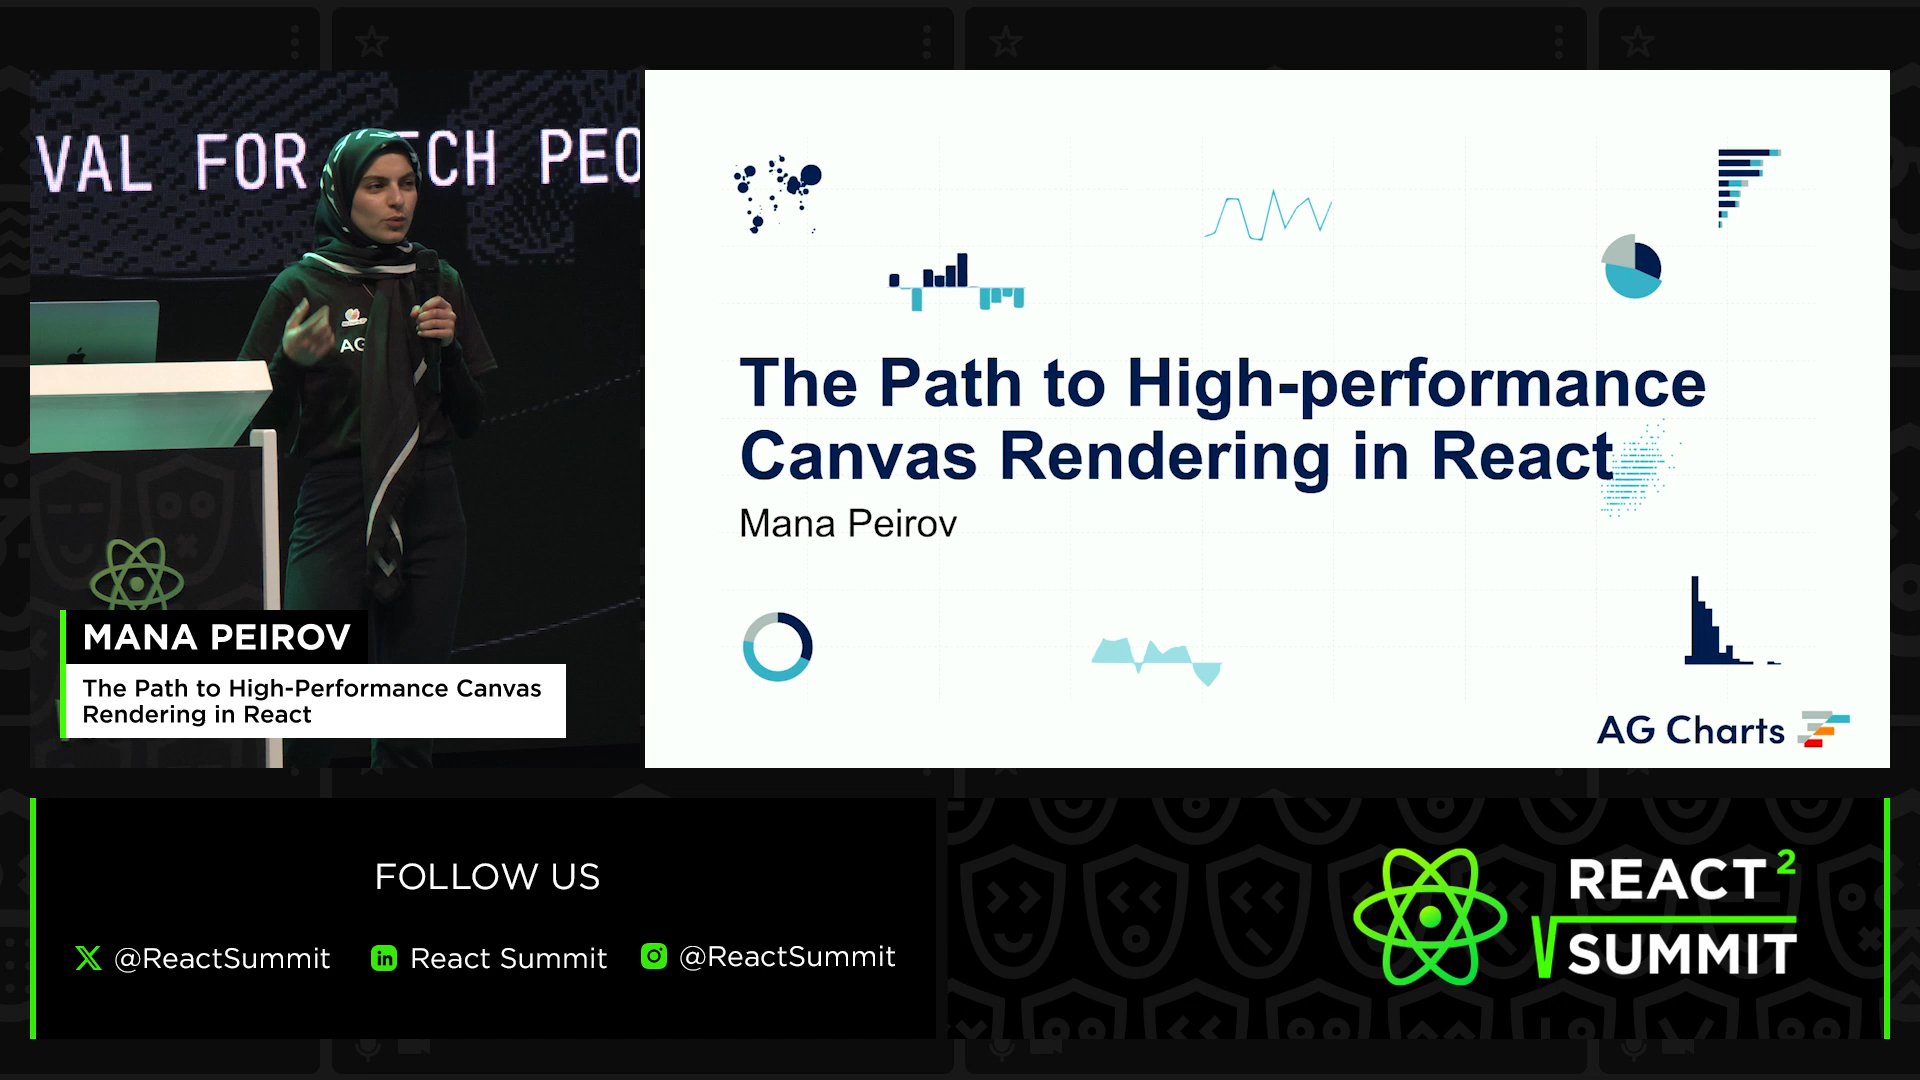 VAL FOR TECH PEO
AG
MANA PEIROV
The Path to High-Performance Canvas
Rendering in React
The Path to High-performance
Canvas Rendering in React
Mana Peirov
AG Charts
FOLLOW US
@ReactSummit
React Summit
@ReactSummit
REACT 2
SUMMIT